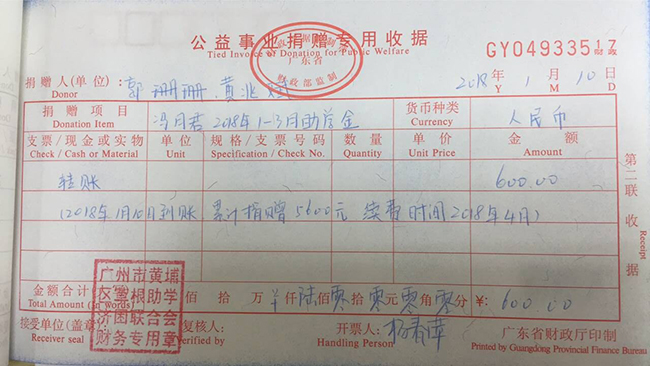 公益事业捐赠专用收据
Tied Invoice of Donation for Public Welfare
广东省
财政部监制
GY04933517
捐赠人(单位): 郭珊珊、黄兆
Donor
2018年 1月 10日
Y M D
捐赠项目 冯月君 2018年1-3月助学金 货币种类 人民币
Donation Item Currency
支票/现金或实物 单位 规格/支票号码 数量 单价 金额
Check / Cash or Material Unit Specification / Check No. Quantity Unit Price Amount
转账 600.00
(2018年1月10日到账, 累计捐赠5600元 续费时间2018年4月)
金额合计 佰 拾 万 ¥ 仟 陆 佰 零 拾 零 元 零 角 零 分 ¥: 600.00
Total Amount (In words)
接受单位(盖章): 复核人: 开票人: 杨春萍
Receiver seal Verified by Handling Person
广东省财政厅印制
Printed by Guangdong Provincial Finance Bureau
广州市黄埔
区萱根助学
济困联合会
财务专用章
第二联 收据
Receipt